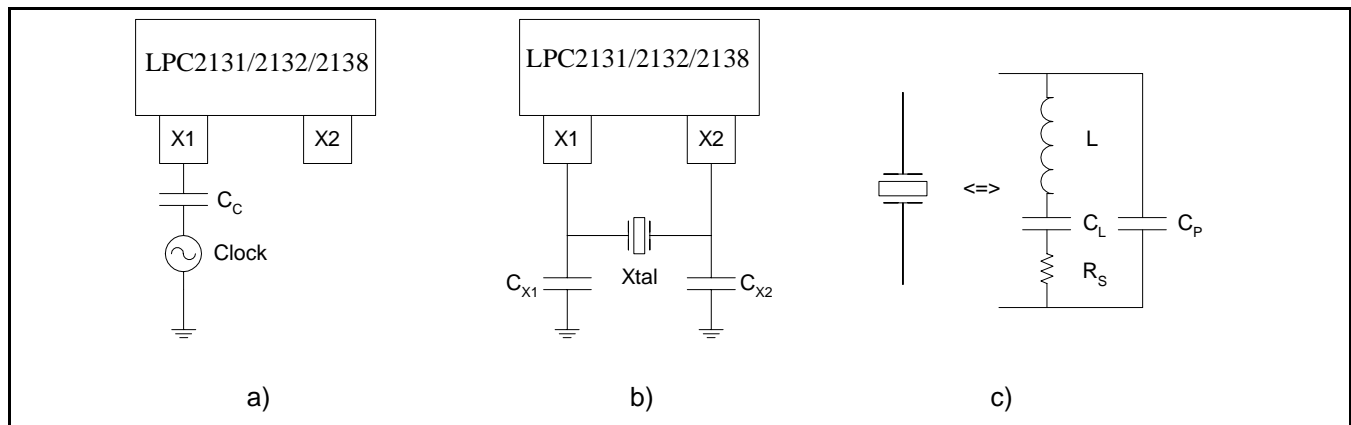 LPC2131/2132/2138
X1 X2
C_C
Clock
a)
LPC2131/2132/2138
X1 X2
Xtal
C_X1 C_X2
b)
<=>
L
C_L C_P
R_S
c)